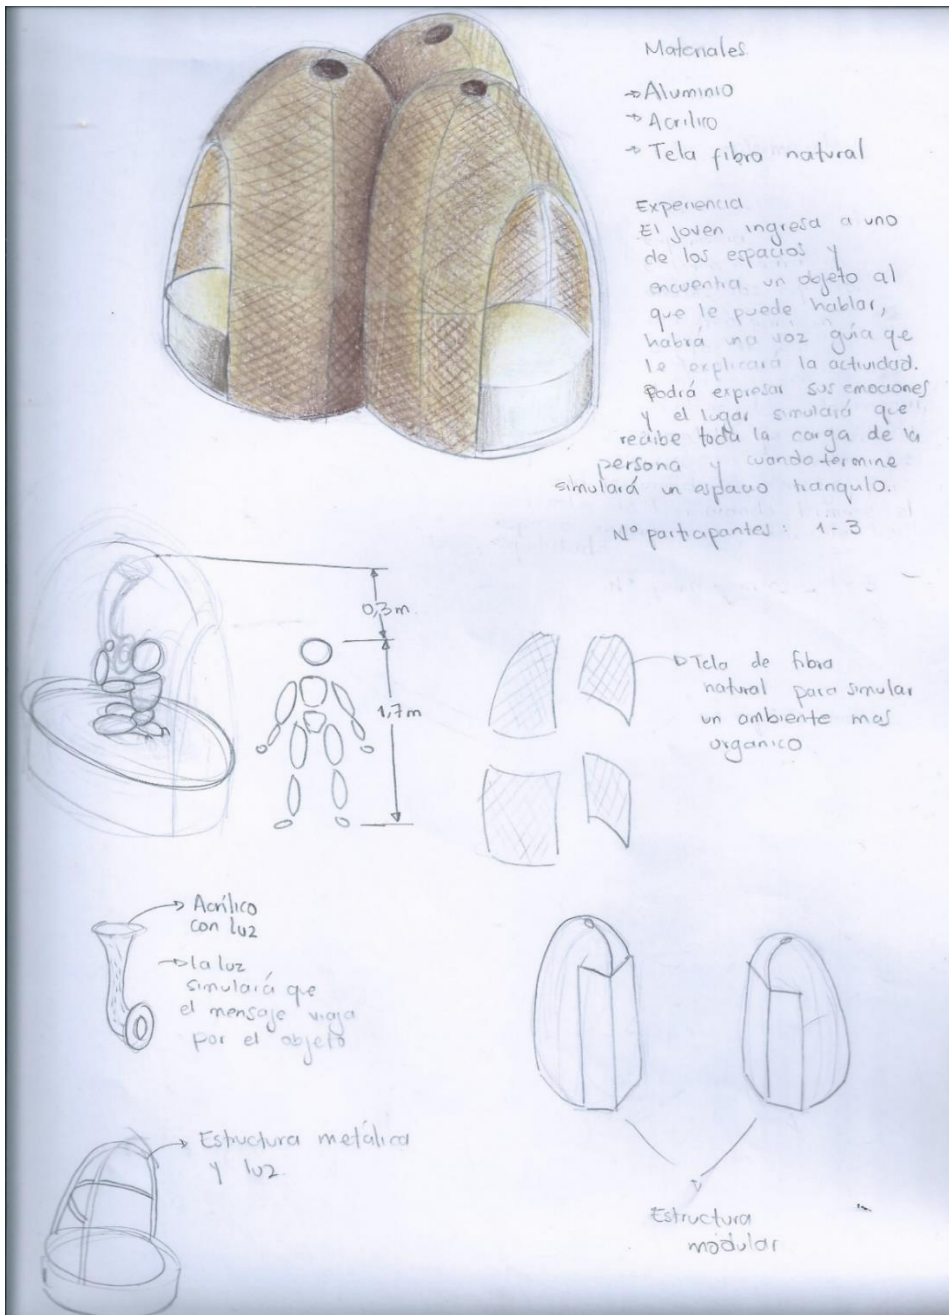 Materiales
→ Aluminio
→ Acrilico
→ Tela fibra natural
Experiencia
El joven ingresa a uno
de los espacios y
encuentra un objeto al
que le puede hablar,
habrá una voz guía que
le explicará la actividad.
Podrá expresar sus emociones
y el lugar simulará que
recibe toda la carga de la
persona y cuando termine
simulará un espacio tranquilo.
Nº participantes: 1-3
0,3m.
1,7m
Tela de fibra
natural para simular
un ambiente mas
organico
Acrílico
con luz
la luz
simulará que
el mensaje viaja
por el objeto
Estructura metálica
y luz
Estructura
modular